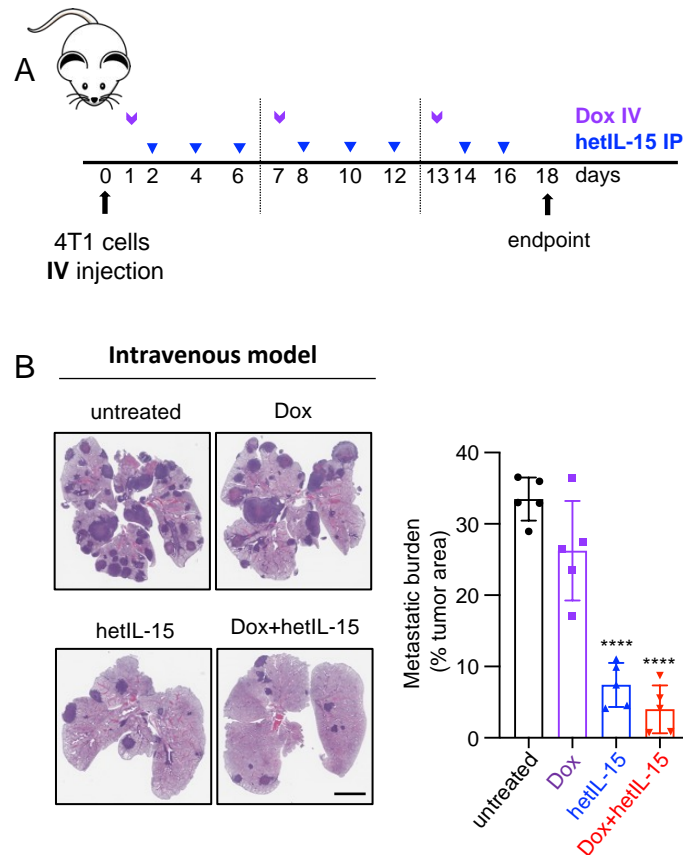 A
Dox IV
hetIL-15 IP
0 1 2 4 6 7 8 10 12 13 14 16 18 days
4T1 cells
IV injection
endpoint
B
Intravenous model
untreated
Dox
hetIL-15
Dox+hetIL-15
Metastatic burden
(% tumor area)
40
30
20
10
0
****
****
untreated
Dox
hetIL-15
Dox+hetIL-15